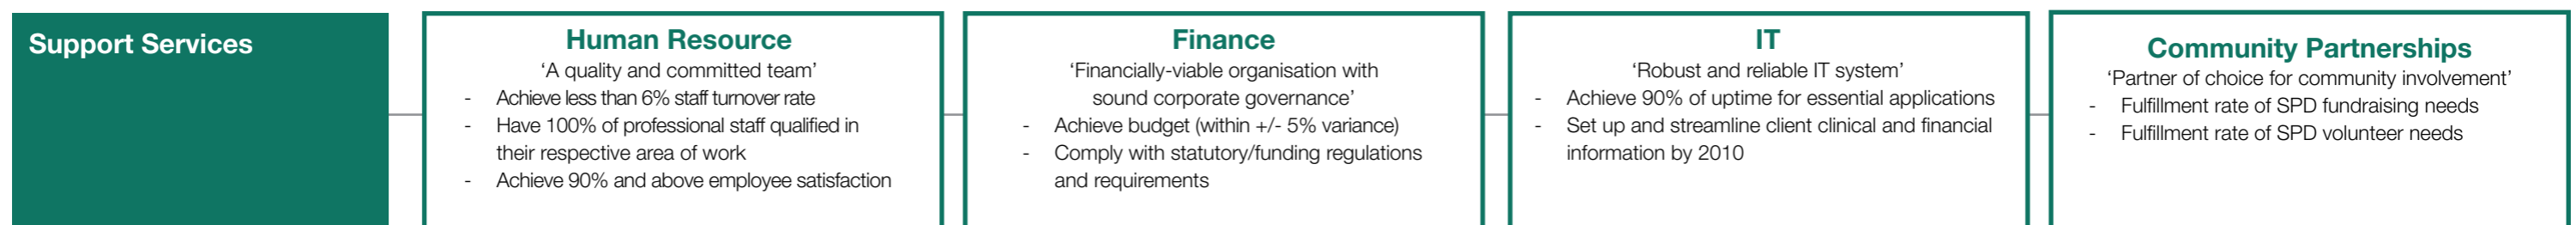 Support Services
Human Resource
‘A quality and committed team’
- Achieve less than 6% staff turnover rate
- Have 100% of professional staff qualified in
their respective area of work
- Achieve 90% and above employee satisfaction
Finance
‘Financially-viable organisation with
sound corporate governance’
- Achieve budget (within +/- 5% variance)
- Comply with statutory/funding regulations
and requirements
IT
‘Robust and reliable IT system’
- Achieve 90% of uptime for essential applications
- Set up and streamline client clinical and financial
information by 2010
Community Partnerships
‘Partner of choice for community involvement’
- Fulfillment rate of SPD fundraising needs
- Fulfillment rate of SPD volunteer needs